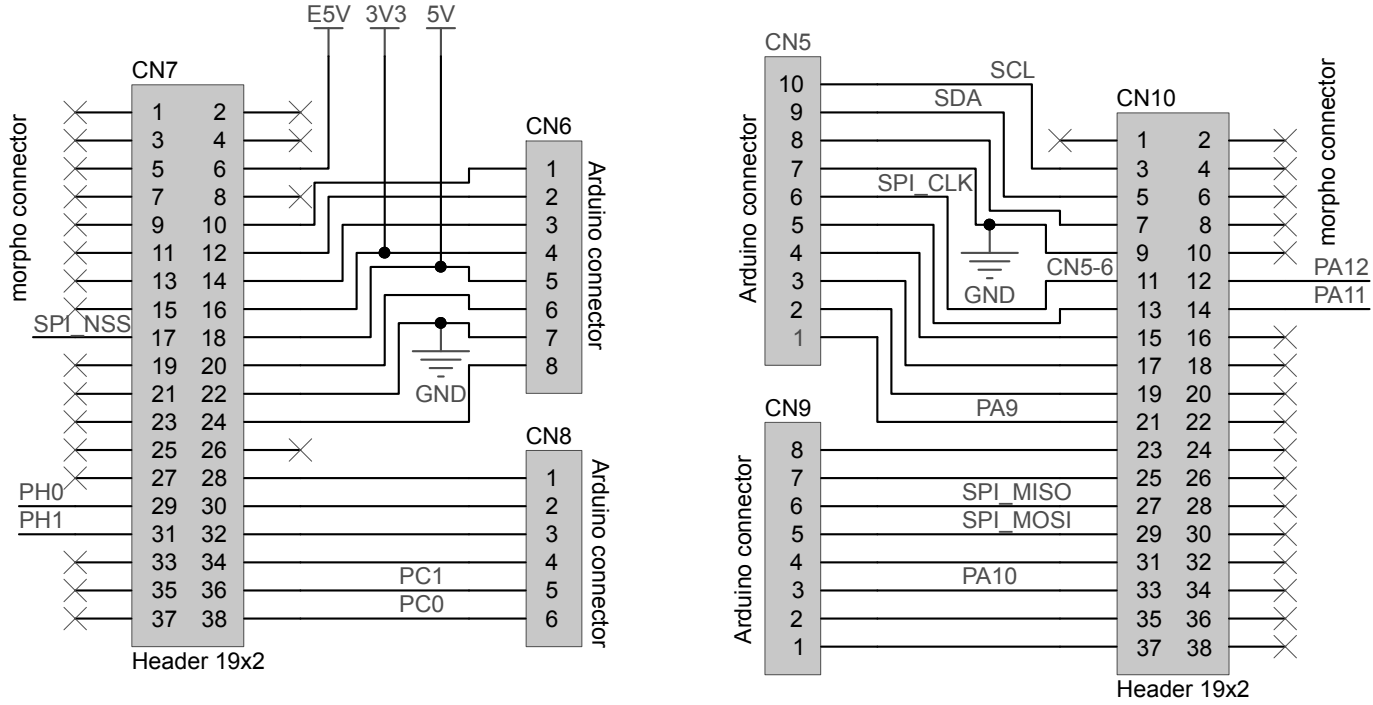 E5V 3V3 5V
CN7
morpho connector
1 2
3 4
5 6
7 8
9 10
11 12
13 14
15 16
SPI_NSS
17 18
19 20
21 22
23 24
25 26
27 28
PH0
29 30
PH1
31 32
33 34
35 36
37 38
Header 19x2
CN6
1
2
3
4
5
6
7
8
Arduino connector
GND
CN8
1
2
3
4
5
6
Arduino connector
PC1
PC0
CN5
Arduino connector
10
9
8
7
6
5
4
3
2
1
SCL
SDA
SPI_CLK
GND
CN5-6
PA9
CN9
Arduino connector
8
7
6
5
4
3
2
1
SPI_MISO
SPI_MOSI
PA10
CN10
morpho connector
1 2
3 4
5 6
7 8
9 10
11 12
PA12
13 14
PA11
15 16
17 18
19 20
21 22
23 24
25 26
27 28
29 30
31 32
33 34
35 36
37 38
Header 19x2